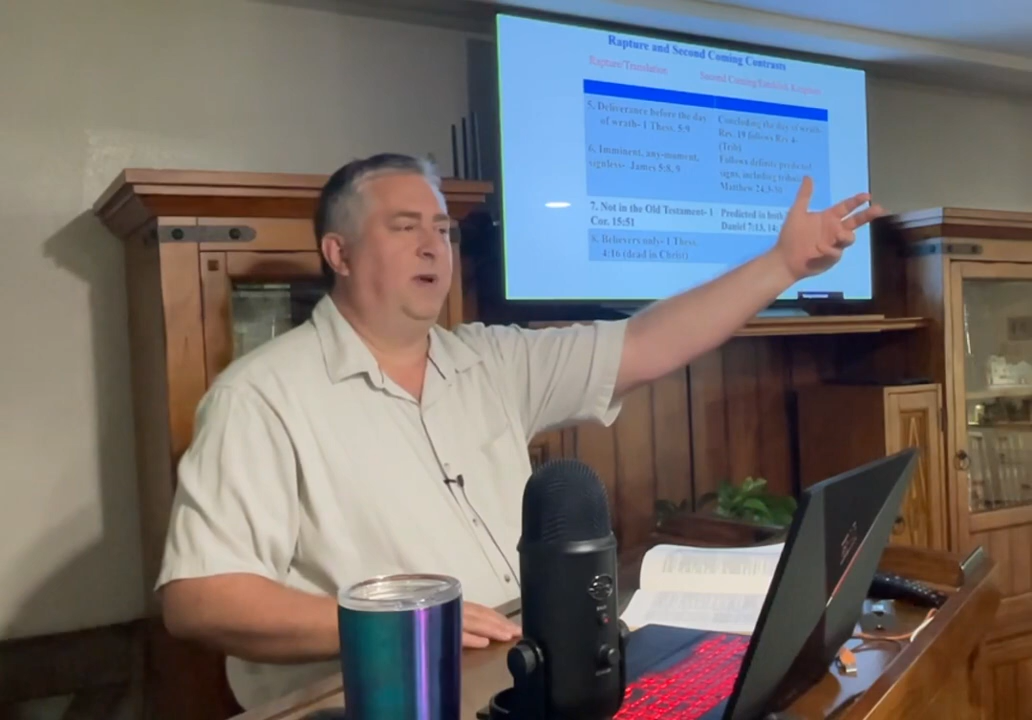 Rapture and Second Coming Contrasts
Rapture/Translation
Second Coming/
5. Deliverance before the day
of wrath- 1 Thess. 5:9
Concluding the day of wrath-
Rev. 19 follows Rev. 4-
(Trib)
6. Imminent, any-moment,
signless- James 5:8, 9
Follows definite predicted
signs, including
Matthew 24:3-30
7. Not in the Old Testament- 1
Cor. 15:51
Predicted in both
Daniel 7:13, 14;
8. Believers only- 1 Thess.
4:16 (dead in Christ)